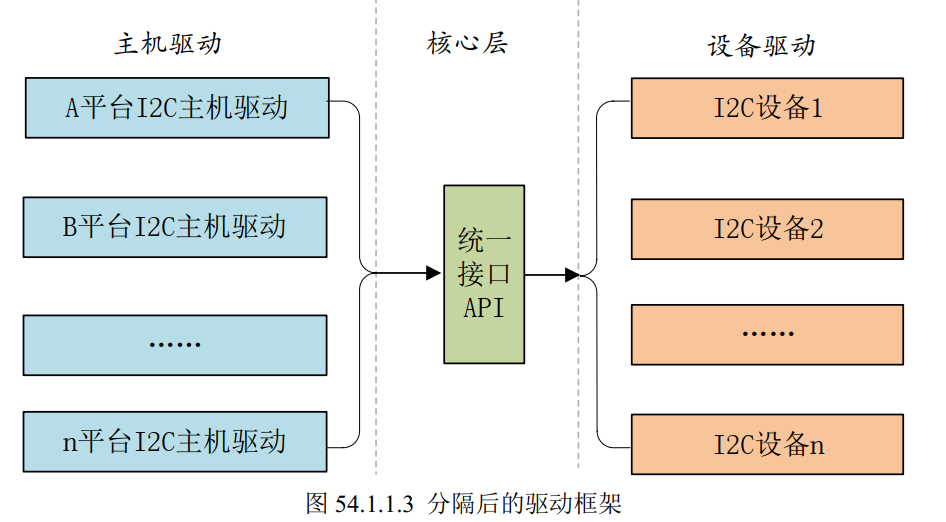 主机驱动
核心层
设备驱动
A平台I2C主机驱动
I2C设备1
B平台I2C主机驱动
I2C设备2
统一
接口
API
……
……
n平台I2C主机驱动
I2C设备n
图 54.1.1.3 分隔后的驱动框架